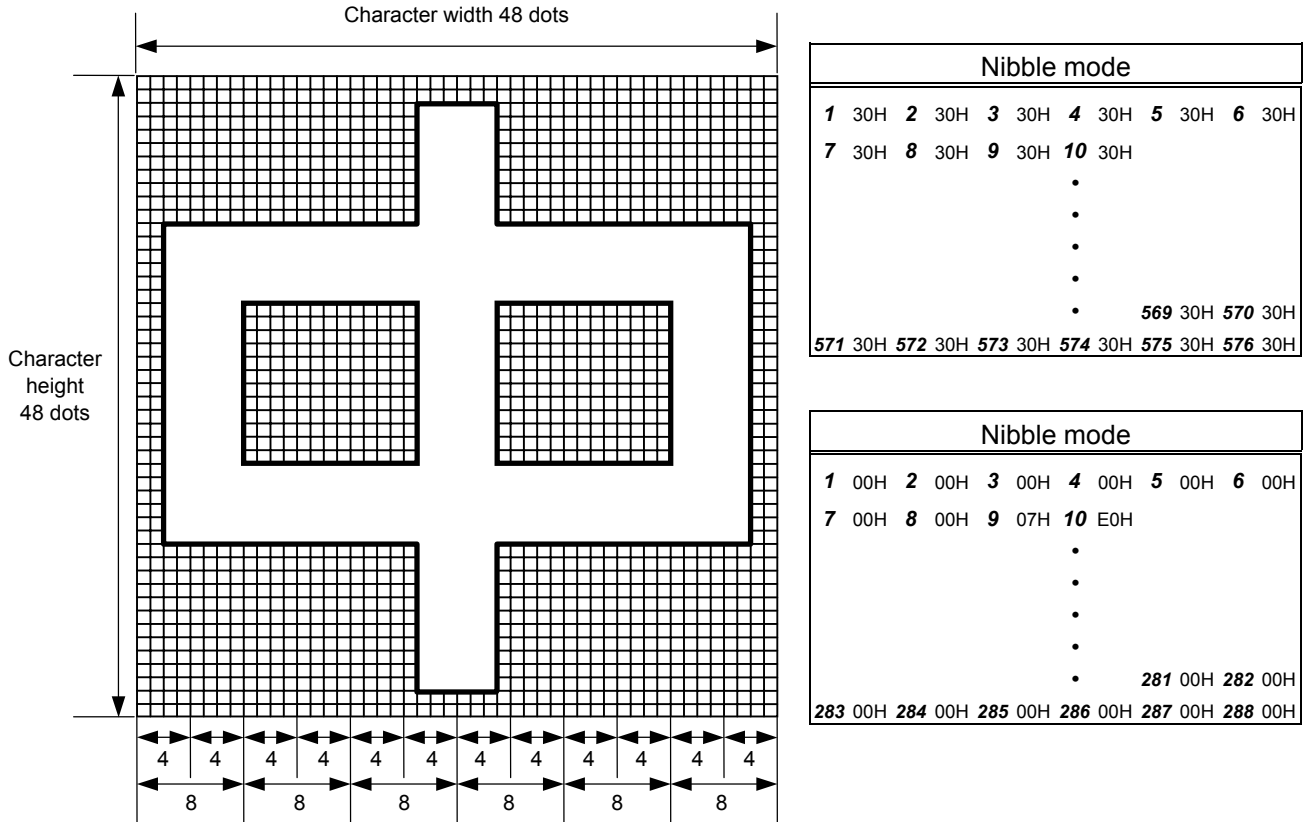 Character width 48 dots
Character
height
48 dots
4 4 4 4 4 4 4 4 4 4 4 4
8 8 8 8 8 8
Nibble mode
1 30H 2 30H 3 30H 4 30H 5 30H 6 30H
7 30H 8 30H 9 30H 10 30H
569 30H 570 30H
571 30H 572 30H 573 30H 574 30H 575 30H 576 30H
Nibble mode
1 00H 2 00H 3 00H 4 00H 5 00H 6 00H
7 00H 8 00H 9 07H 10 E0H
281 00H 282 00H
283 00H 284 00H 285 00H 286 00H 287 00H 288 00H